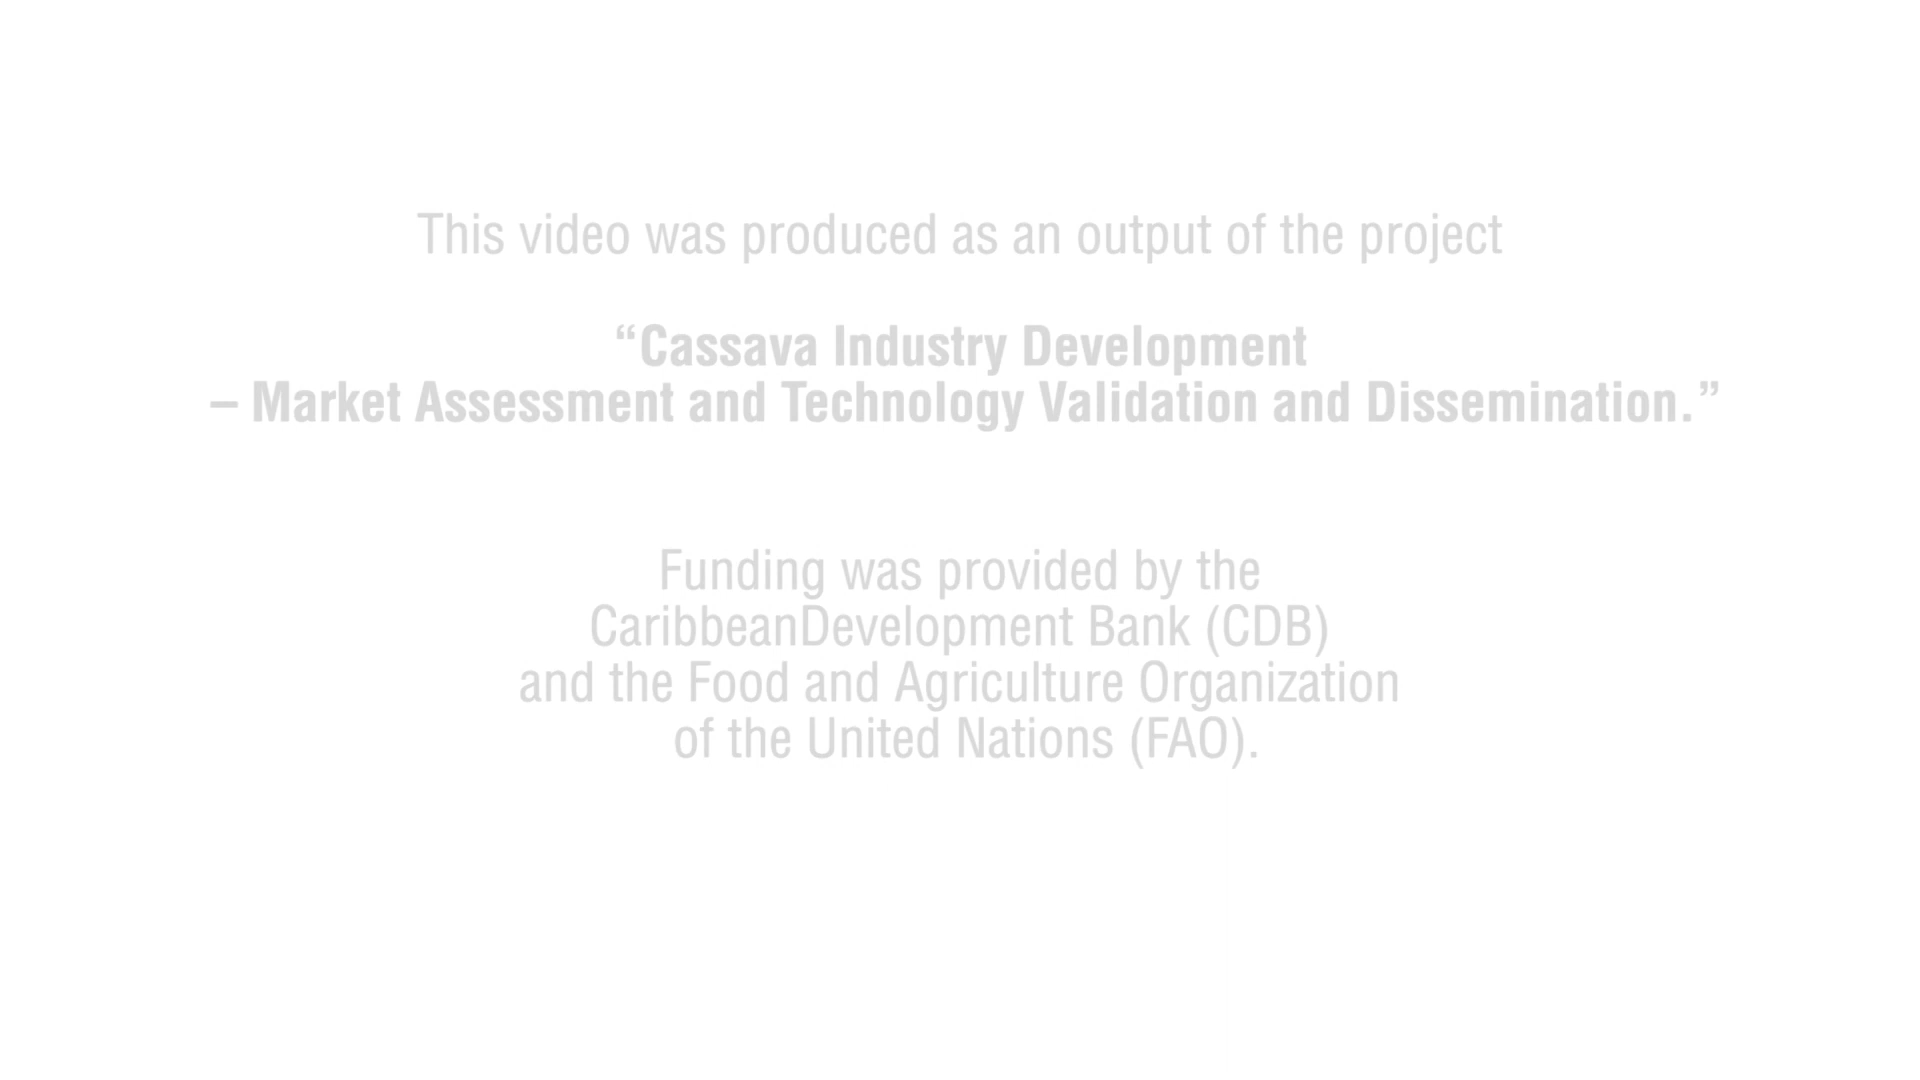 This video was produced as an output of the project
“Cassava Industry Development
– Market Assessment and Technology Validation and Dissemination.”
Funding was provided by the
CaribbeanDevelopment Bank (CDB)
and the Food and Agriculture Organization
of the United Nations (FAO).